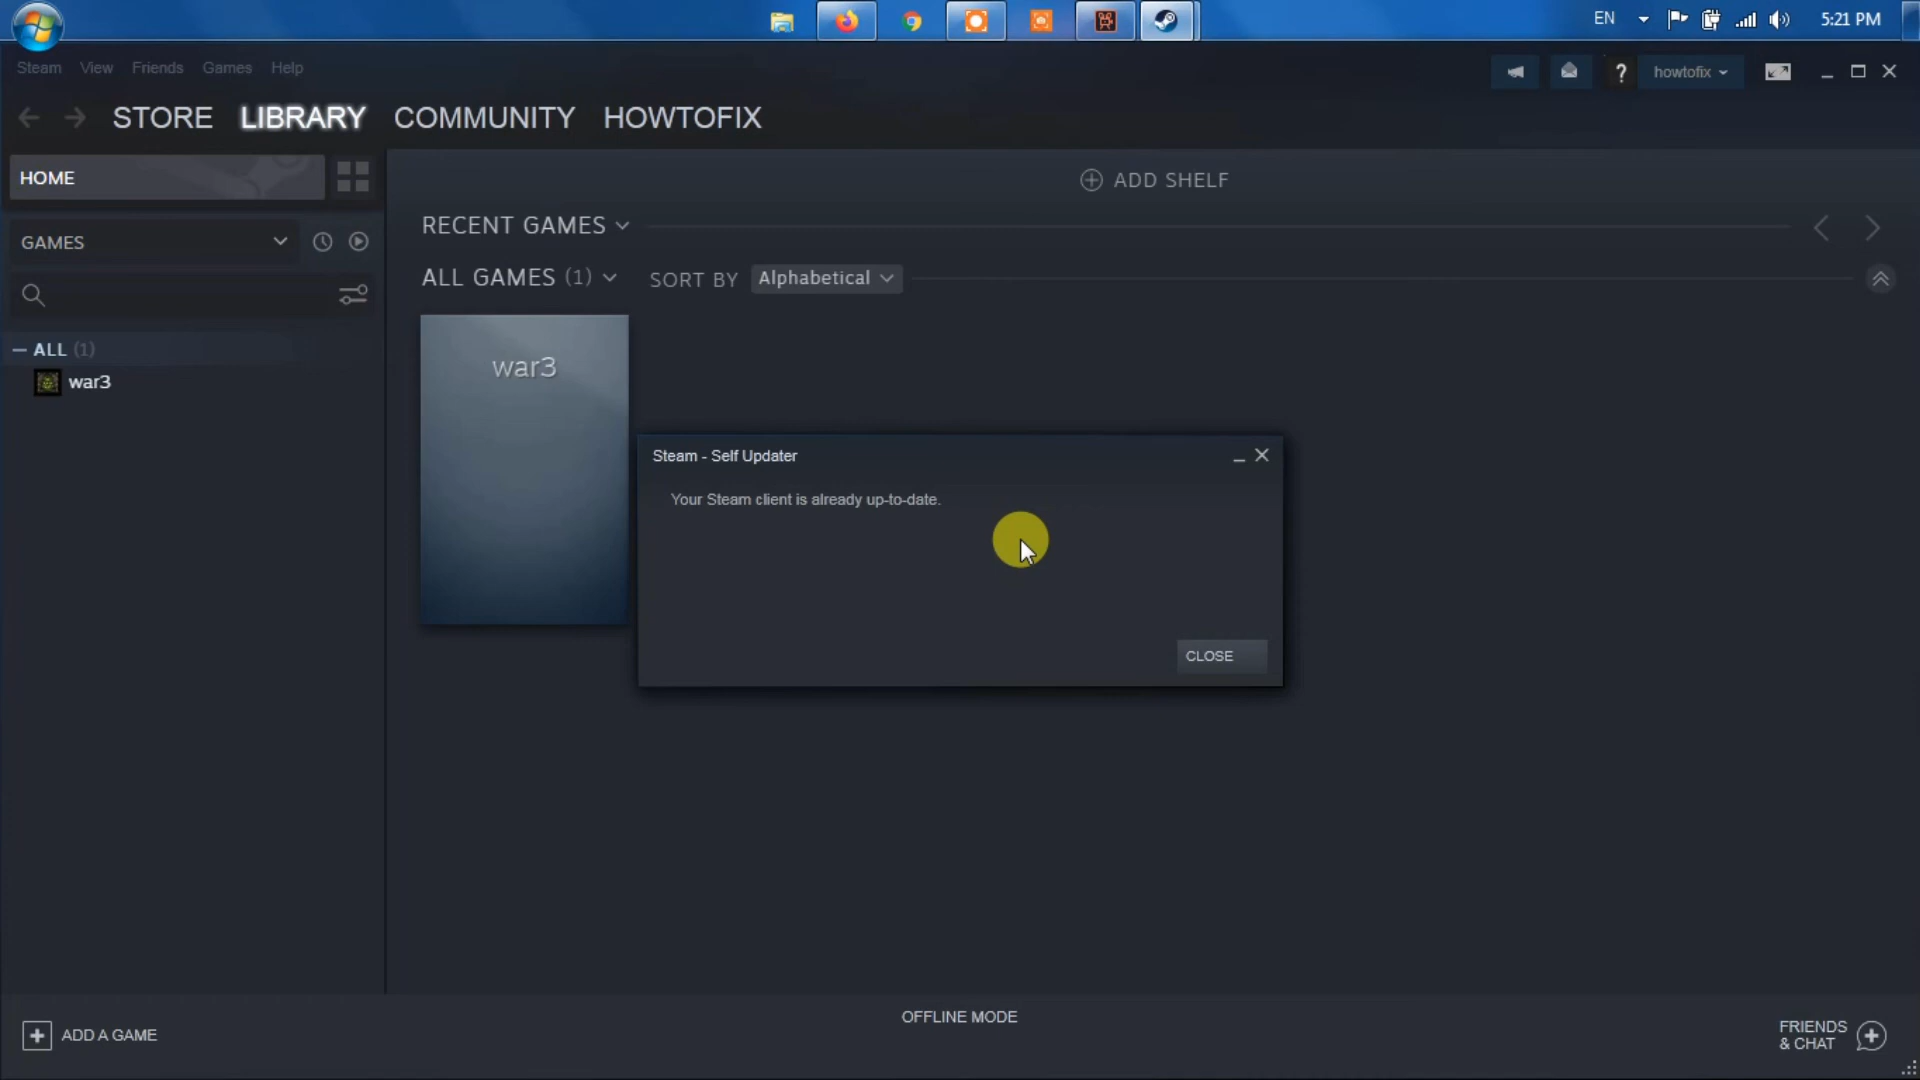 EN
5:21 PM
Steam View Friends Games Help
howtofix
STORE LIBRARY COMMUNITY HOWTOFIX
HOME
ADD SHELF
GAMES
RECENT GAMES
ALL GAMES (1) SORT BY Alphabetical
ALL (1)
war3
war3
Steam - Self Updater
Your Steam client is already up-to-date.
CLOSE
ADD A GAME
OFFLINE MODE
FRIENDS
& CHAT